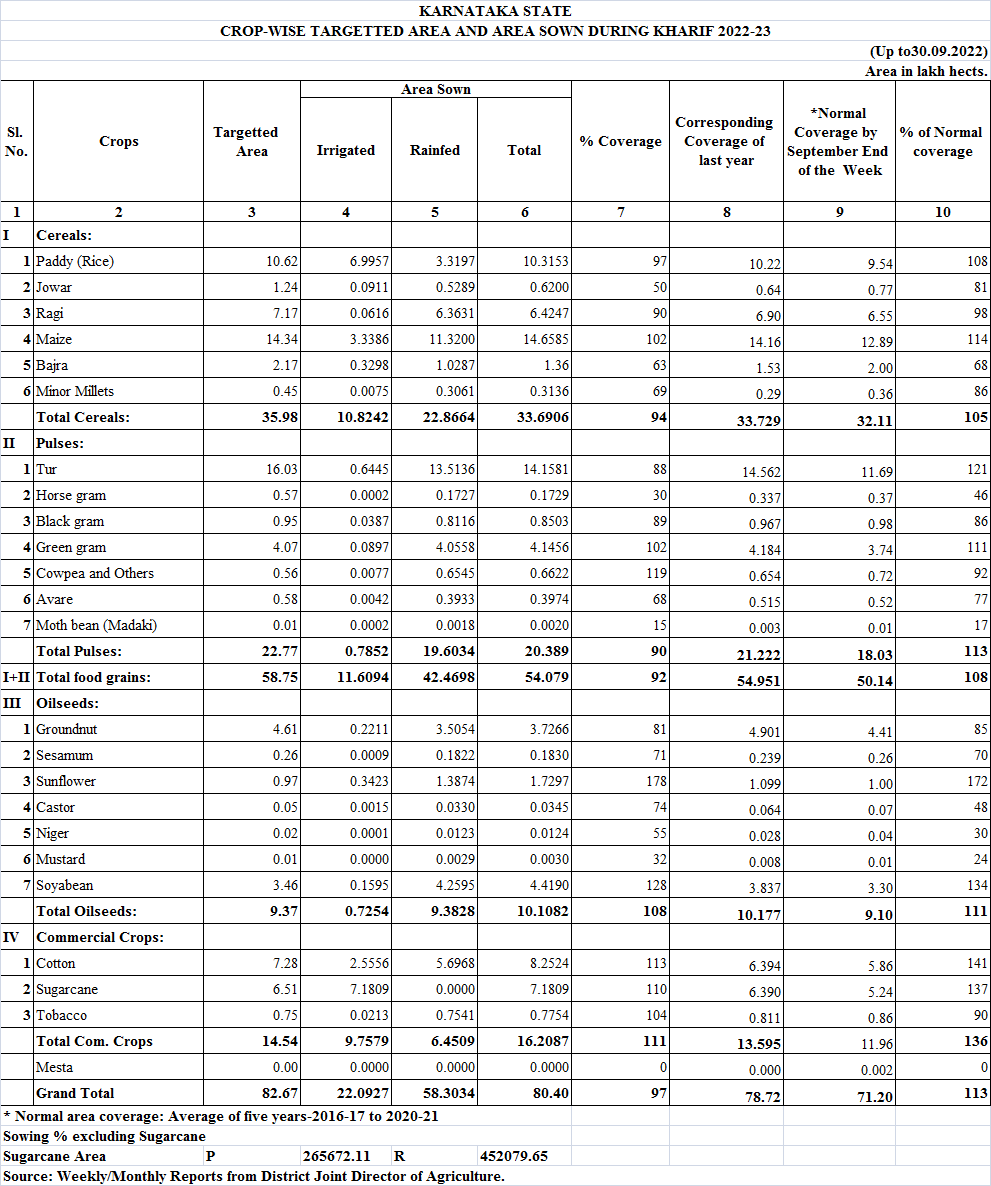 KARNATAKA STATE
CROP-WISE TARGETTED AREA AND AREA SOWN DURING KHARIF 2022-23
(Up to30.09.2022)
Area in lakh hects.
Sl. No. Crops Targetted Area Area Sown % Coverage Corresponding Coverage of last year *Normal Coverage by September End of the Week % of Normal coverage
Irrigated Rainfed Total
1 2 3 4 5 6 7 8 9 10
I Cereals:
1 Paddy (Rice) 10.62 6.9957 3.3197 10.3153 97 10.22 9.54 108
2 Jowar 1.24 0.0911 0.5289 0.6200 50 0.64 0.77 81
3 Ragi 7.17 0.0616 6.3631 6.4247 90 6.90 6.55 98
4 Maize 14.34 3.3386 11.3200 14.6585 102 14.16 12.89 114
5 Bajra 2.17 0.3298 1.0287 1.36 63 1.53 2.00 68
6 Minor Millets 0.45 0.0075 0.3061 0.3136 69 0.29 0.36 86
Total Cereals: 35.98 10.8242 22.8664 33.6906 94 33.729 32.11 105
II Pulses:
1 Tur 16.03 0.6445 13.5136 14.1581 88 14.562 11.69 121
2 Horse gram 0.57 0.0002 0.1727 0.1729 30 0.337 0.37 46
3 Black gram 0.95 0.0387 0.8116 0.8503 89 0.967 0.98 86
4 Green gram 4.07 0.0897 4.0558 4.1456 102 4.184 3.74 111
5 Cowpea and Others 0.56 0.0077 0.6545 0.6622 119 0.654 0.72 92
6 Avare 0.58 0.0042 0.3933 0.3974 68 0.515 0.52 77
7 Moth bean (Madaki) 0.01 0.0002 0.0018 0.0020 15 0.003 0.01 17
Total Pulses: 22.77 0.7852 19.6034 20.389 90 21.222 18.03 113
I+II Total food grains: 58.75 11.6094 42.4698 54.079 92 54.951 50.14 108
III Oilseeds:
1 Groundnut 4.61 0.2211 3.5054 3.7266 81 4.901 4.41 85
2 Sesamum 0.26 0.0009 0.1822 0.1830 71 0.239 0.26 70
3 Sunflower 0.97 0.3423 1.3874 1.7297 178 1.099 1.00 172
4 Castor 0.05 0.0015 0.0330 0.0345 74 0.064 0.07 48
5 Niger 0.02 0.0001 0.0123 0.0124 55 0.028 0.04 30
6 Mustard 0.01 0.0000 0.0029 0.0030 32 0.008 0.01 24
7 Soyabean 3.46 0.1595 4.2595 4.4190 128 3.837 3.30 134
Total Oilseeds: 9.37 0.7254 9.3828 10.1082 108 10.177 9.10 111
IV Commercial Crops:
1 Cotton 7.28 2.5556 5.6968 8.2524 113 6.394 5.86 141
2 Sugarcane 6.51 7.1809 0.0000 7.1809 110 6.390 5.24 137
3 Tobacco 0.75 0.0213 0.7541 0.7754 104 0.811 0.86 90
Total Com. Crops 14.54 9.7579 6.4509 16.2087 111 13.595 11.96 136
Mesta 0.00 0.0000 0.0000 0.0000 0 0.000 0.002 0
Grand Total 82.67 22.0927 58.3034 80.40 97 78.72 71.20 113
* Normal area coverage: Average of five years-2016-17 to 2020-21
Sowing % excluding Sugarcane
Sugarcane Area P 265672.11 R 452079.65
Source: Weekly/Monthly Reports from District Joint Director of Agriculture.